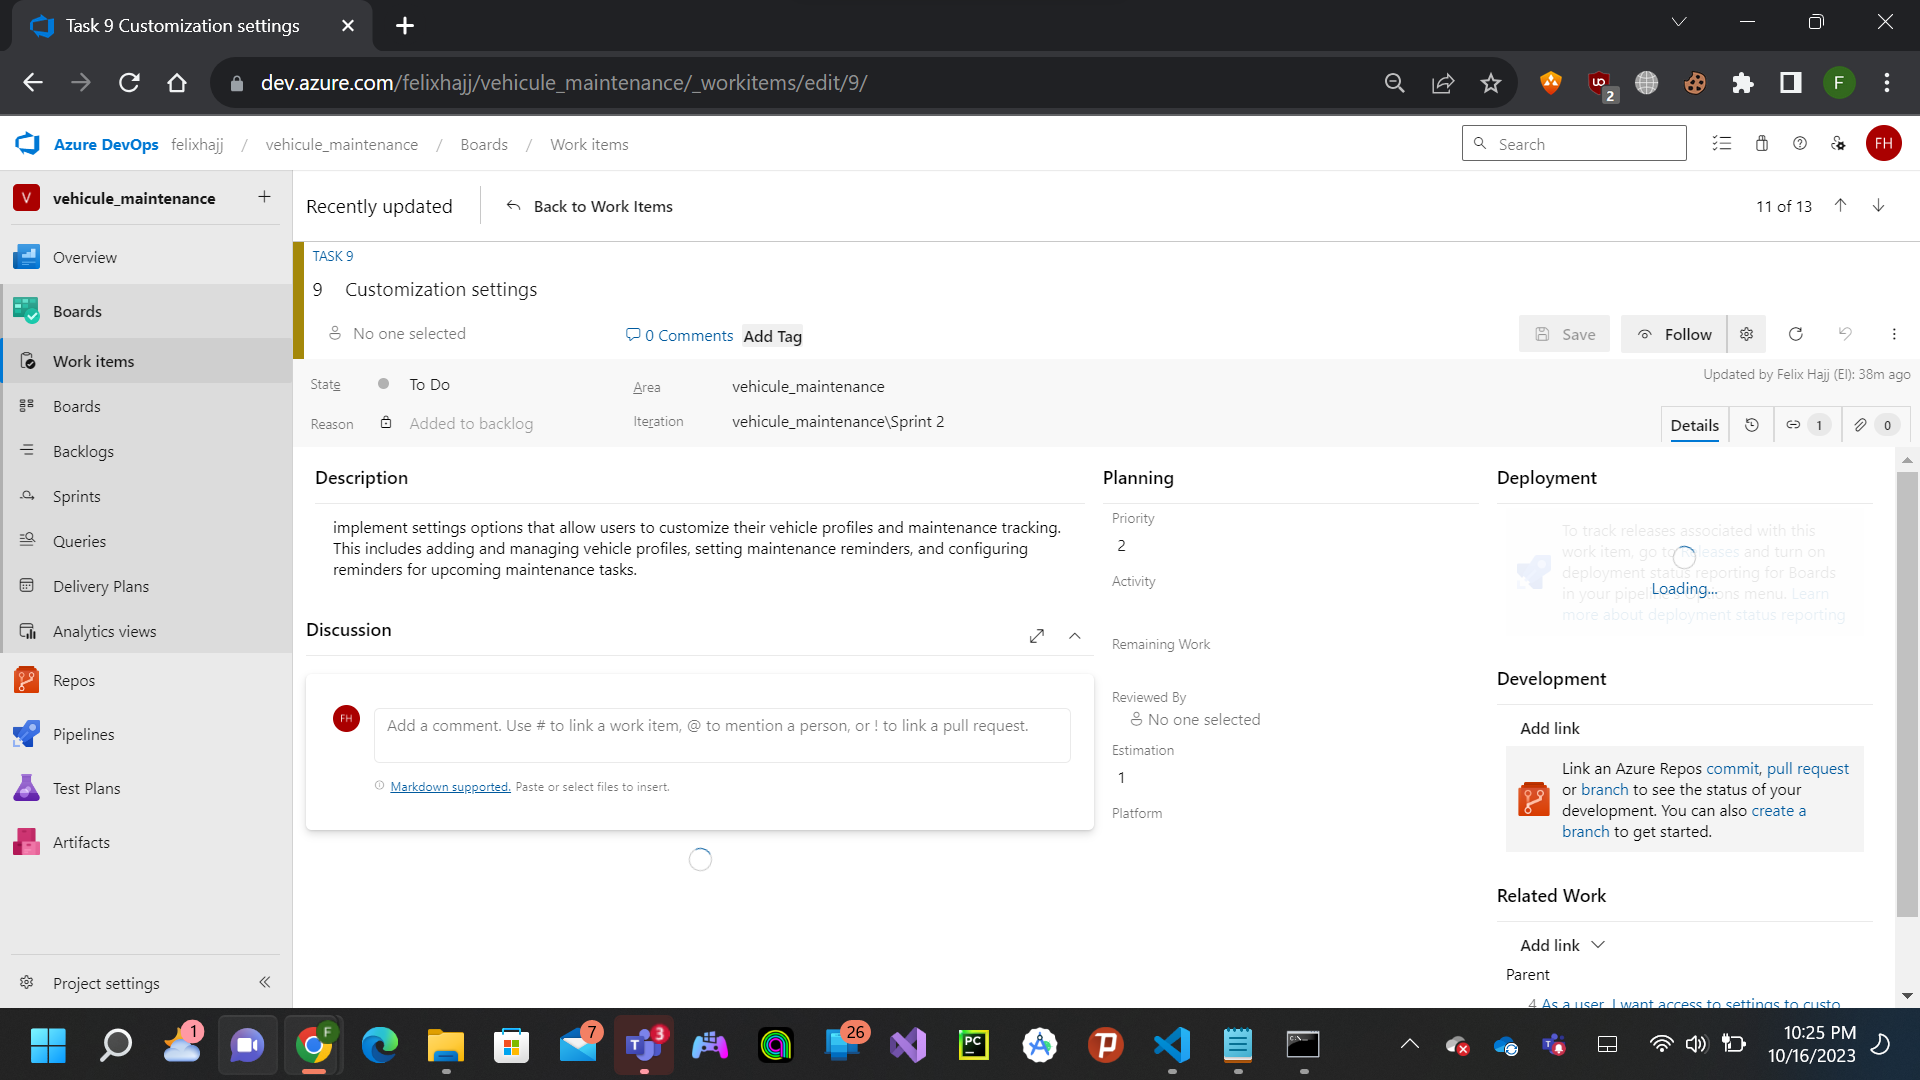 Task 9 Customization settings
dev.azure.com/felixhajj/vehicule_maintenance/_workitems/edit/9/
2
F
Azure DevOps felixhajj / vehicule_maintenance / Boards / Work items
Search
FH
V vehicule_maintenance
Overview
Boards
Work items
Boards
Backlogs
Sprints
Queries
Delivery Plans
Analytics views
Repos
Pipelines
Test Plans
Artifacts
Project settings
Recently updated
Back to Work Items
11 of 13
TASK 9
9 Customization settings
No one selected
0 Comments
Add Tag
Save
Follow
State
To Do
Area
vehicule_maintenance
Updated by Felix Hajj (EI): 38m ago
Reason
Added to backlog
Iteration
vehicule_maintenance\Sprint 2
Details
1
0
Description
implement settings options that allow users to customize their vehicle profiles and maintenance tracking.
This includes adding and managing vehicle profiles, setting maintenance reminders, and configuring
reminders for upcoming maintenance tasks.
Discussion
FH
Add a comment. Use # to link a work item, @ to mention a person, or ! to link a pull request.
Markdown supported. Paste or select files to insert.
Planning
Priority
2
Activity
Remaining Work
Reviewed By
No one selected
Estimation
1
Platform
Deployment
To track releases associated with this
work item, go to Releases and turn on
deployment status reporting for Boards
in your pipeline's Options menu. Learn
more about deployment status reporting
Loading...
Development
Add link
Link an Azure Repos commit, pull request
or branch to see the status of your
development. You can also create a
branch to get started.
Related Work
Add link
Parent
4 As a user, I want access to settings to custo...
1
F
7
3
26
PC
10:25 PM
10/16/2023